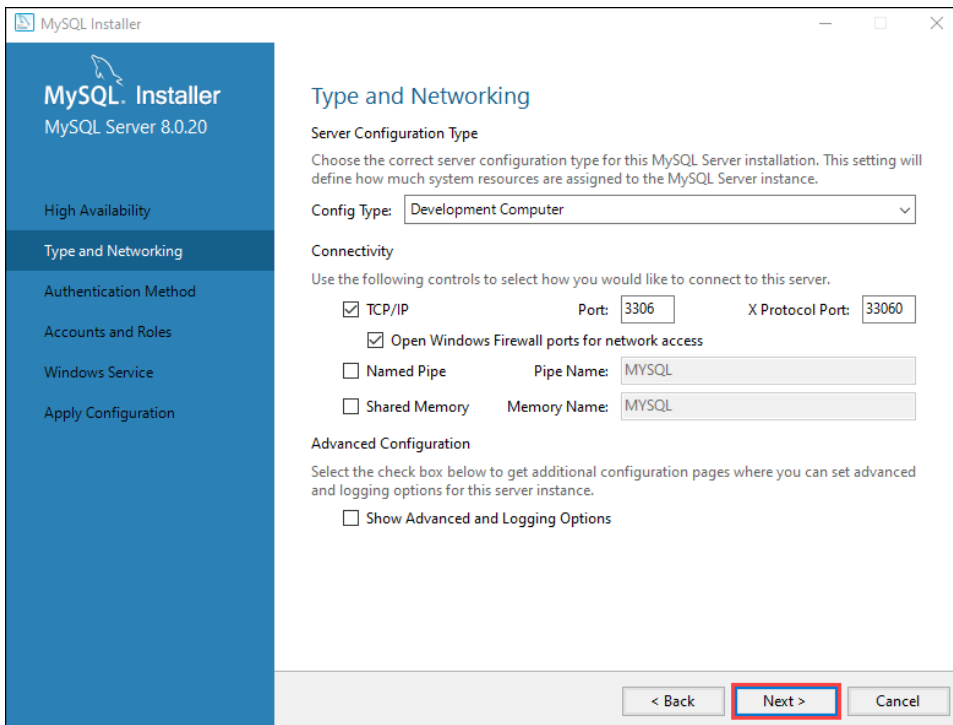 MySQL Installer
MySQL. Installer
MySQL Server 8.0.20
High Availability
Type and Networking
Authentication Method
Accounts and Roles
Windows Service
Apply Configuration
Type and Networking
Server Configuration Type
Choose the correct server configuration type for this MySQL Server installation. This setting will
define how much system resources are assigned to the MySQL Server instance.
Config Type: Development Computer
Connectivity
Use the following controls to select how you would like to connect to this server.
TCP/IP Port: 3306 X Protocol Port: 33060
Open Windows Firewall ports for network access
Named Pipe Pipe Name: MYSQL
Shared Memory Memory Name: MYSQL
Advanced Configuration
Select the check box below to get additional configuration pages where you can set advanced
and logging options for this server instance.
Show Advanced and Logging Options
< Back Next > Cancel